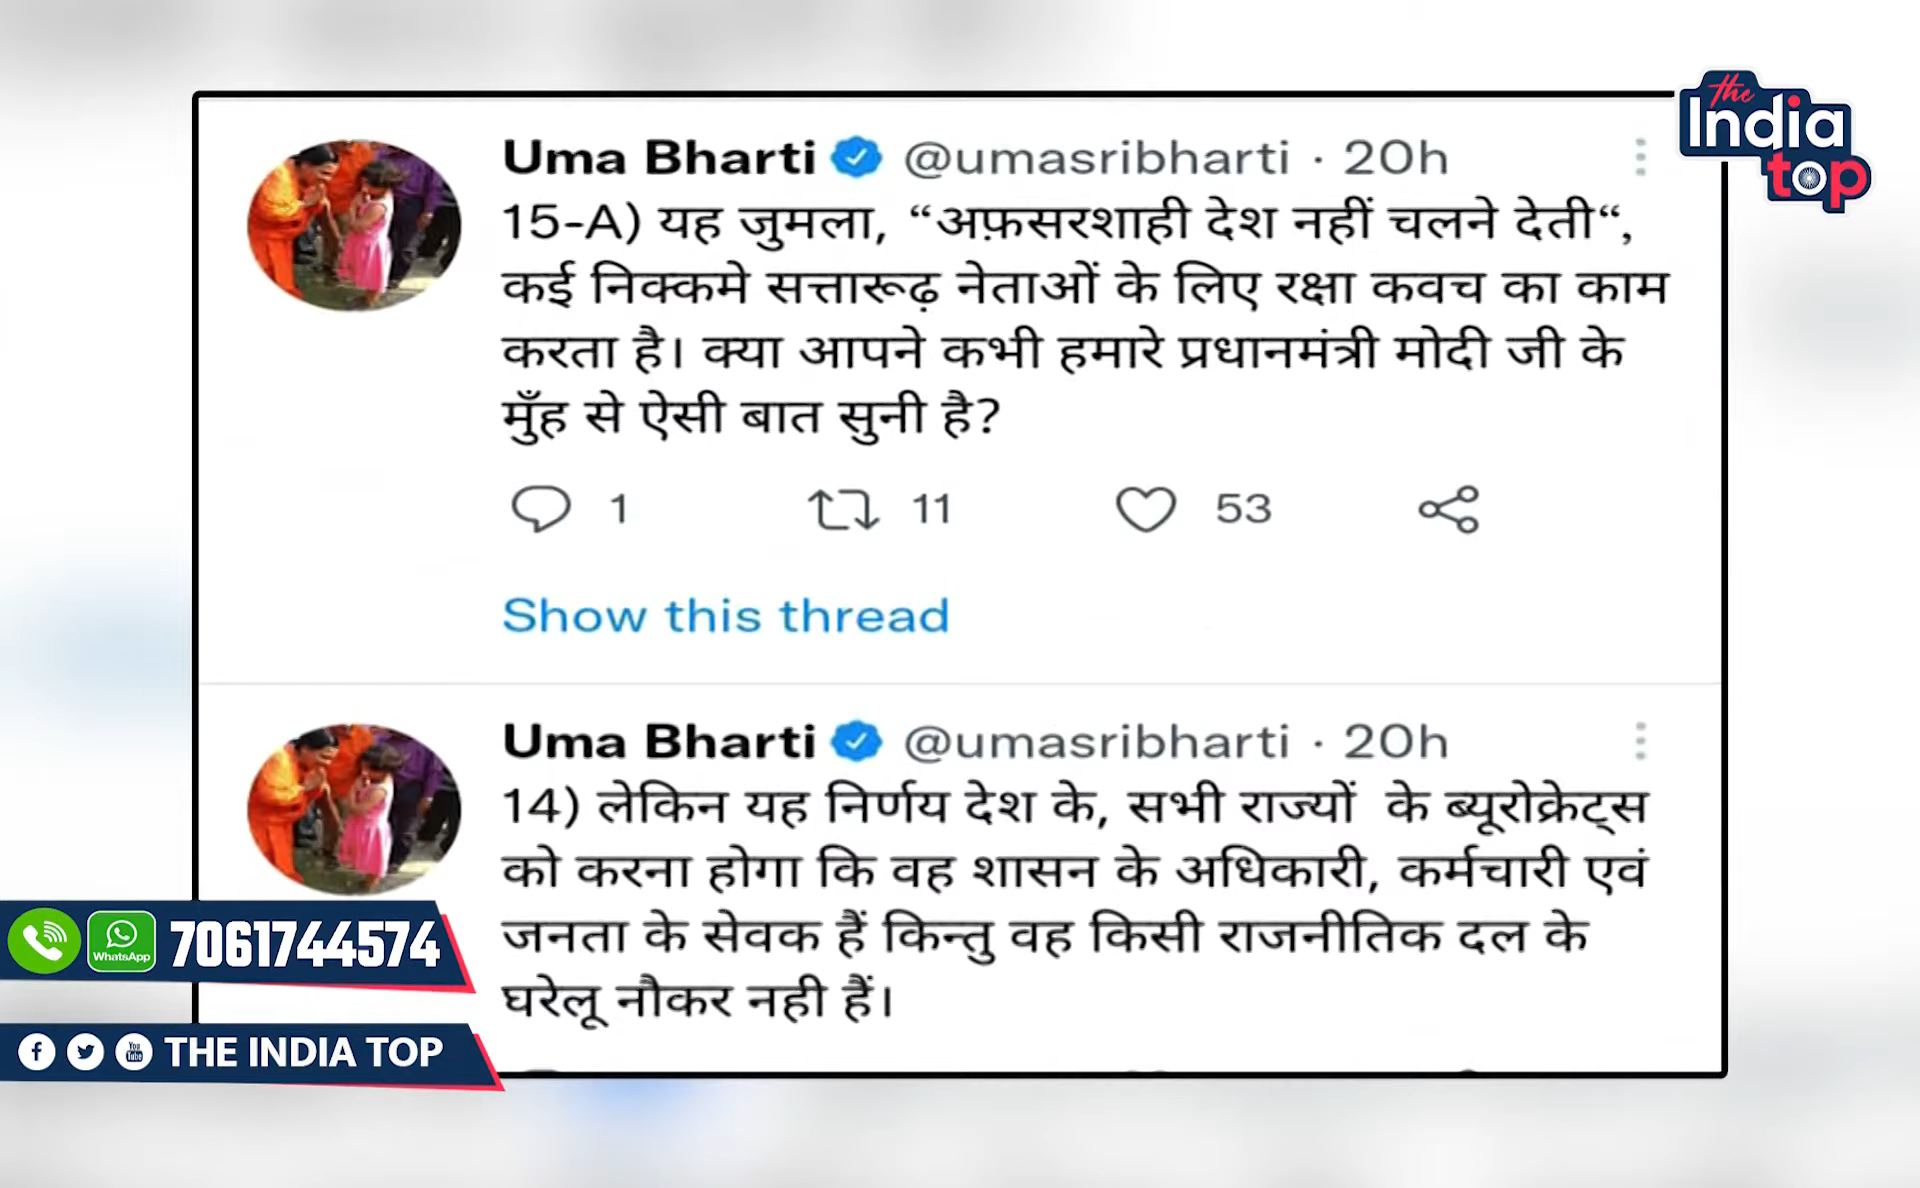 The
India
top
Uma Bharti @umasribharti · 20h
15-A) यह जुमला, “अफ़सरशाही देश नहीं चलने देती“,
कई निक्कमे सत्तारूढ़ नेताओं के लिए रक्षा कवच का काम
करता है। क्या आपने कभी हमारे प्रधानमंत्री मोदी जी के
मुँह से ऐसी बात सुनी है?
1 11 53
Show this thread
Uma Bharti @umasribharti · 20h
14) लेकिन यह निर्णय देश के, सभी राज्यों के ब्यूरोक्रेट्स
को करना होगा कि वह शासन के अधिकारी, कर्मचारी एवं
जनता के सेवक हैं किन्तु वह किसी राजनीतिक दल के
घरेलू नौकर नही हैं।
WhatsApp 7061744574
You Tube THE INDIA TOP